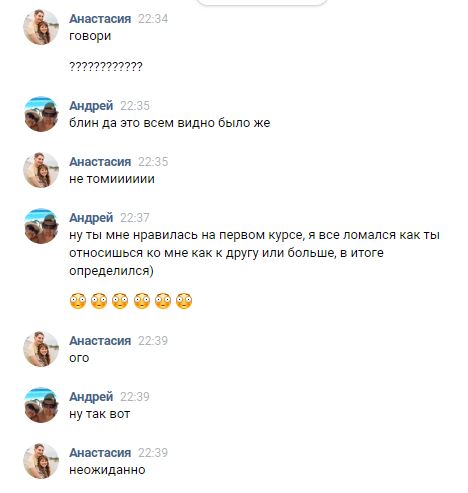 Анастасия 22:34
говори
????????????
Андрей 22:35
блин да это всем видно было же
Анастасия 22:35
не томииииии
Андрей 22:37
ну ты мне нравилась на первом курсе, я все ломался как ты
относишься ко мне как к другу или больше, в итоге
определился)
😳 😳 😳 😳 😳 😳
Анастасия 22:39
ого
Андрей 22:39
ну так вот
Анастасия 22:39
неожиданно